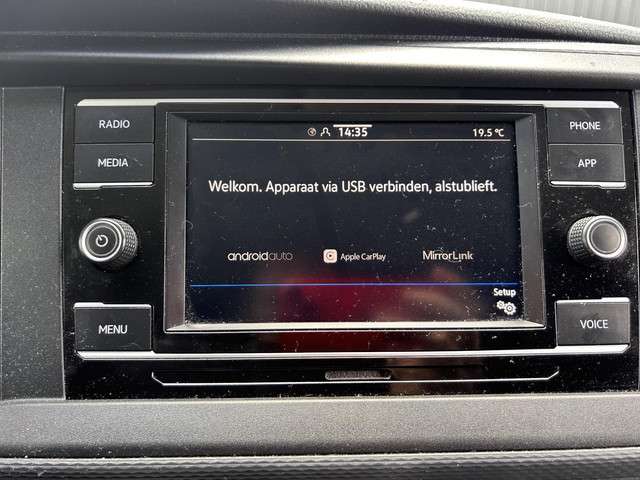 RADIO
MEDIA
MENU
14:35
19.5 °C
Welkom. Apparaat via USB verbinden, alstublieft.
androidauto
Apple CarPlay
MirrorLink
Setup
PHONE
APP
VOICE